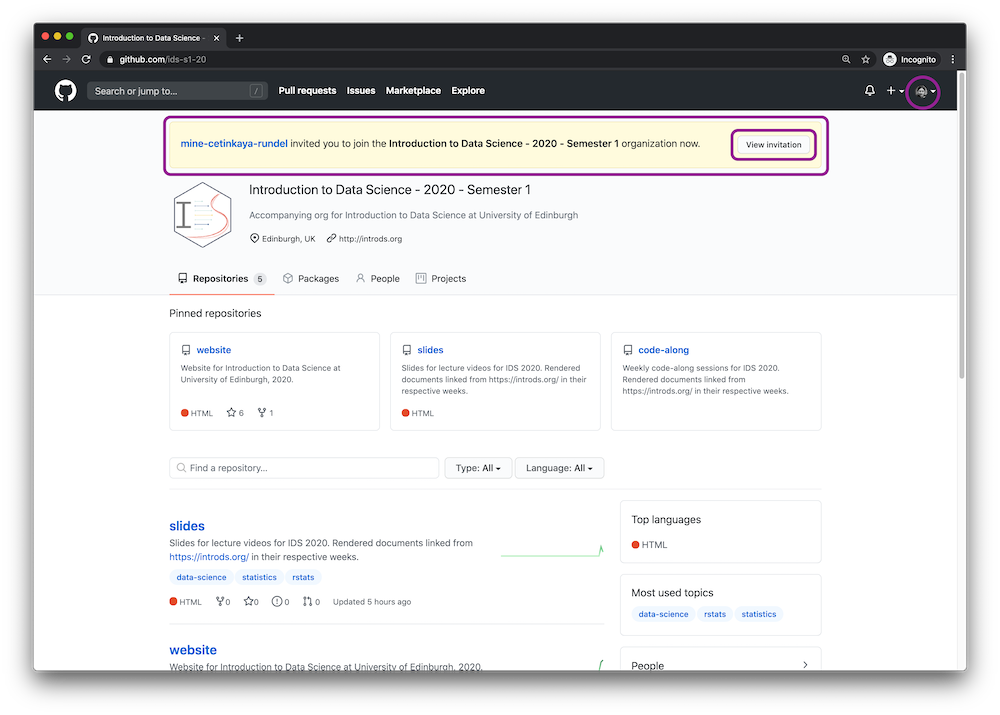 Introduction to Data Science -
github.com/ids-s1-20
Incognito
Search or jump to...
/
Pull requests
Issues
Marketplace
Explore
mine-cetinkaya-rundel invited you to join the Introduction to Data Science - 2020 - Semester 1 organization now.
View invitation
Introduction to Data Science - 2020 - Semester 1
Accompanying org for Introduction to Data Science at University of Edinburgh
Edinburgh, UK
http://introds.org
Repositories 5
Packages
People
Projects
Pinned repositories
website
Website for Introduction to Data Science at
University of Edinburgh, 2020.
HTML 6 1
slides
Slides for lecture videos for IDS 2020. Rendered
documents linked from https://introds.org/ in their
respective weeks.
HTML
code-along
Weekly code-along sessions for IDS 2020.
Rendered documents linked from
https://introds.org/ in their respective weeks.
Find a repository...
Type: All
Language: All
slides
Slides for lecture videos for IDS 2020. Rendered documents linked from
https://introds.org/ in their respective weeks.
data-science statistics rstats
HTML 0 0 0 0 Updated 5 hours ago
website
Website for Introduction to Data Science at University of Edinburgh, 2020.
Top languages
HTML
Most used topics
data-science rstats statistics
People